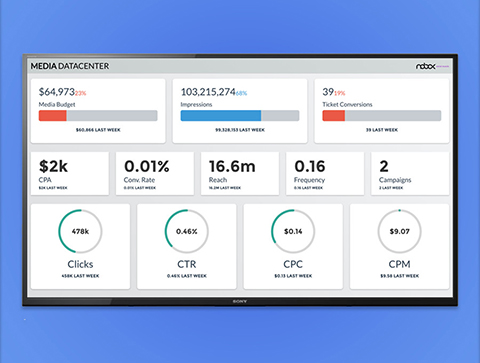 MEDIA DATACENTER
nobox
$64,973 23%
Media Budget
$60,866 LAST WEEK
103,215,274 68%
Impressions
99,328,153 LAST WEEK
39 19%
Ticket Conversions
39 LAST WEEK
$2k
CPA
$2K LAST WEEK
0.01%
Conv. Rate
0.01% LAST WEEK
16.6m
Reach
16.2M LAST WEEK
0.16
Frequency
0.16 LAST WEEK
2
Campaigns
2 LAST WEEK
478k
Clicks
458K LAST WEEK
0.46%
CTR
0.46% LAST WEEK
$0.14
CPC
$0.13 LAST WEEK
$9.07
CPM
$9.58 LAST WEEK
SONY